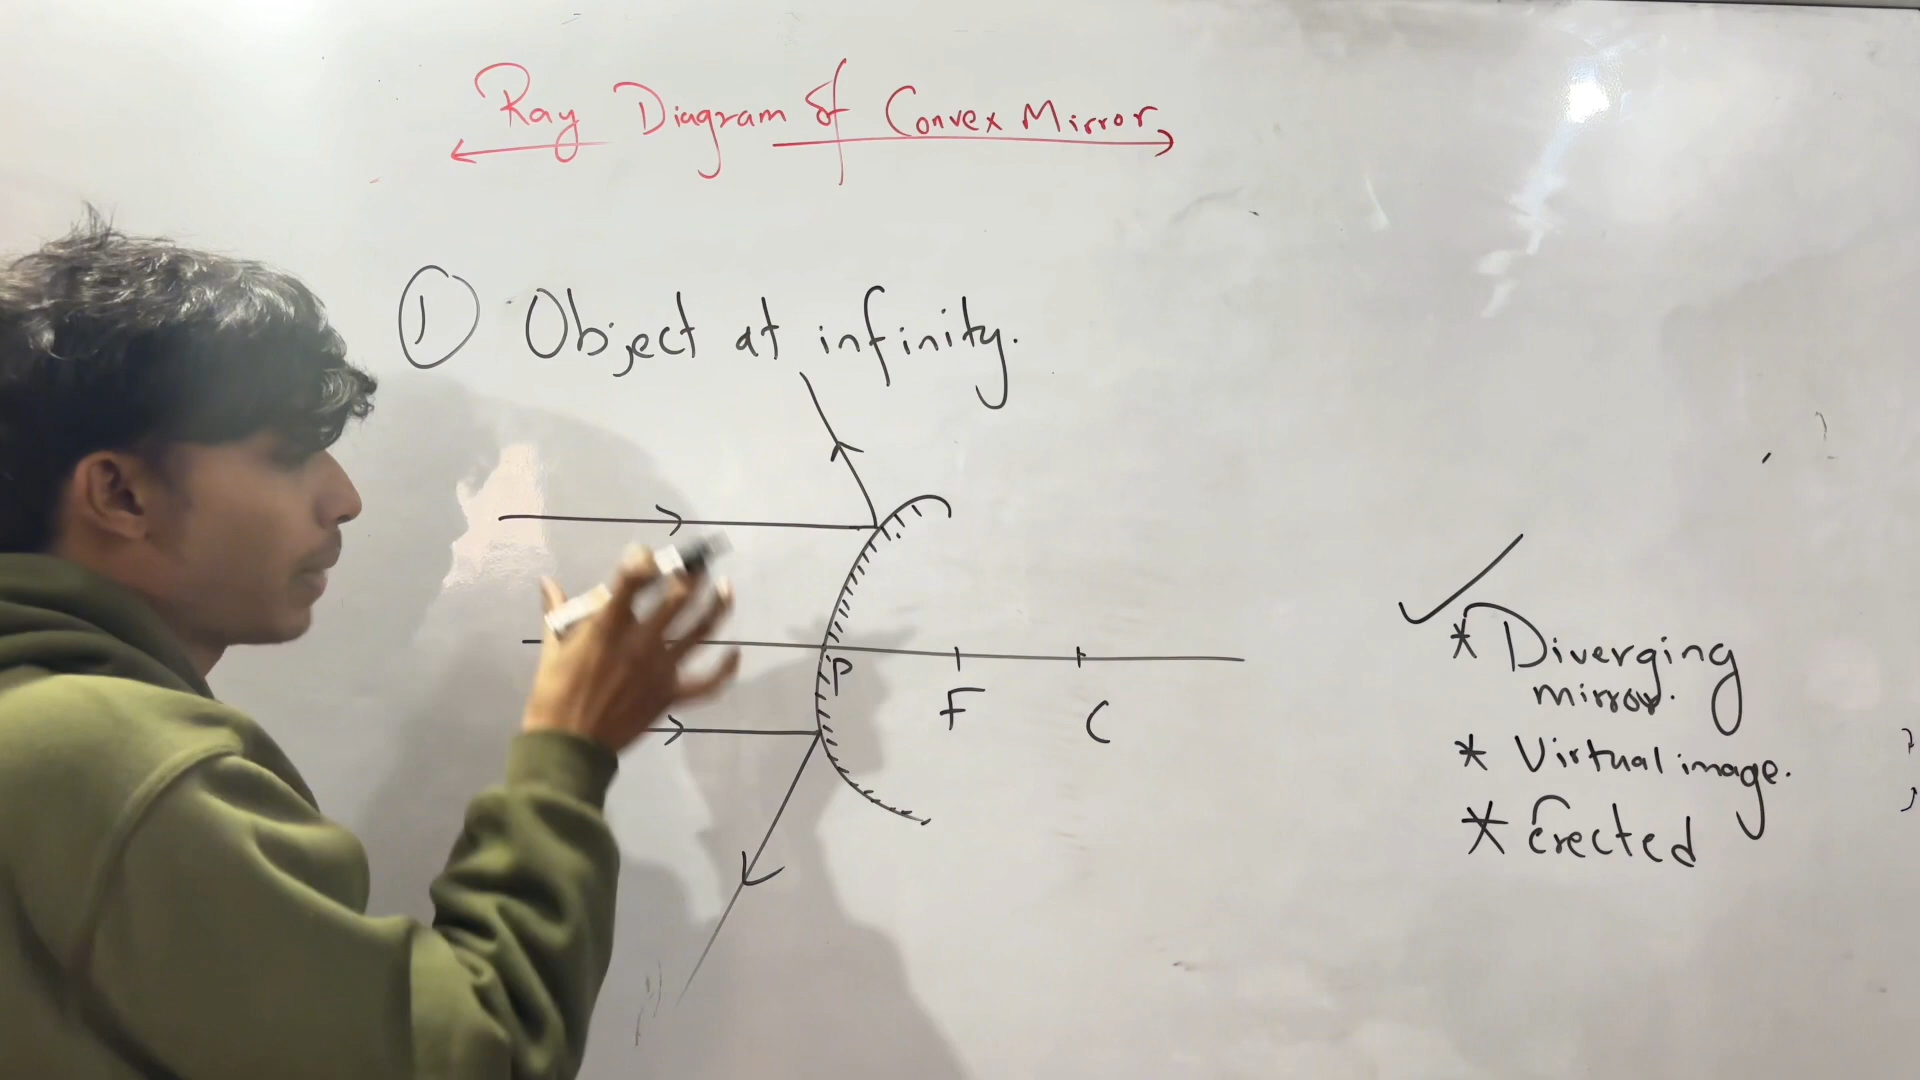 Ray Diagram of Convex Mirror
① Object at infinity.
P
F
C
* Diverging
mirror.
* Virtual image.
* Erected